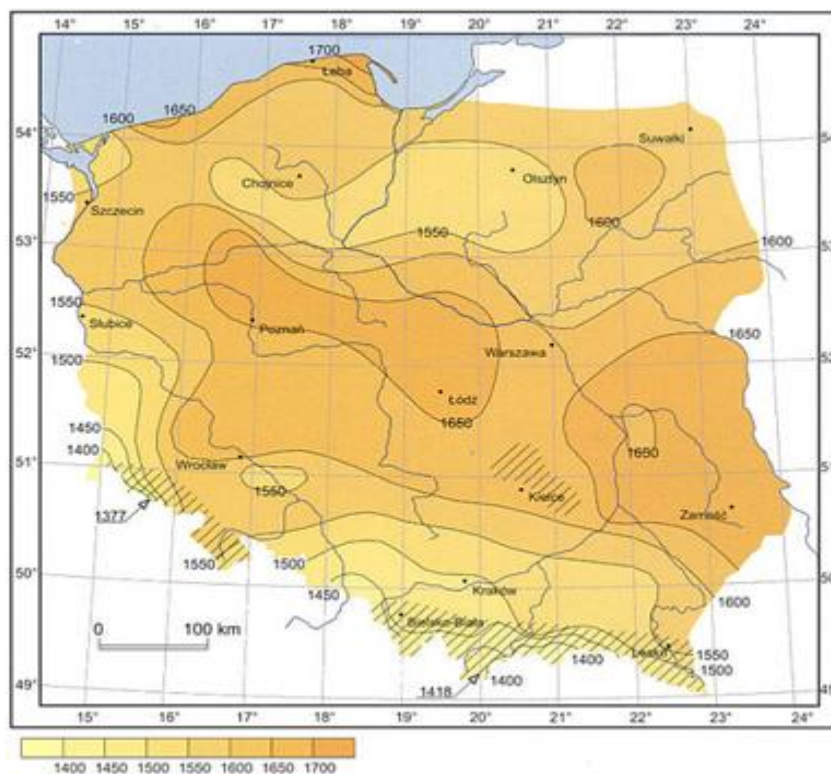 14° 15° 16° 17° 18° 19° 20° 21° 22° 23° 24°
1700
Łeba
1650
1600
54°
Suwałki
Chojnice
Olsztyn
1550
Szczecin
1600
1550
53°
1600
1550
Słubice
1650
Poznań
Warszawa
52°
1500
Łódź
1650
1450
1650
1400
51°
Wrocław
1550
Kielce
Zamość
1377
1550
1500
50°
Kraków
1450
1600
Bielsko-Biała
0 100 km
Lesko
1550
1400
1500
1400
1418
49°
15° 16° 17° 18° 19° 20° 21° 22° 23° 24°
1400 1450 1500 1550 1600 1650 1700